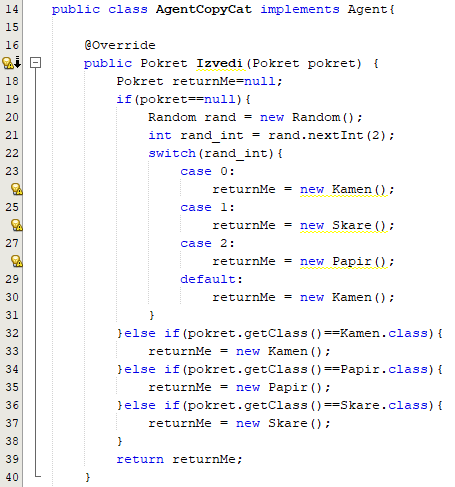 14 public class AgentCopyCat implements Agent{
15
16 @Override
public Pokret Izvedi(Pokret pokret) {
18 Pokret returnMe=null;
19 if(pokret==null){
20 Random rand = new Random();
21 int rand_int = rand.nextInt(2);
22 switch(rand_int){
23 case 0:
returnMe = new Kamen();
25 case 1:
returnMe = new Skare();
27 case 2:
returnMe = new Papir();
29 default:
30 returnMe = new Kamen();
31 }
32 }else if(pokret.getClass()==Kamen.class){
33 returnMe = new Kamen();
34 }else if(pokret.getClass()==Papir.class){
35 returnMe = new Papir();
36 }else if(pokret.getClass()==Skare.class){
37 returnMe = new Skare();
38 }
39 return returnMe;
40 }